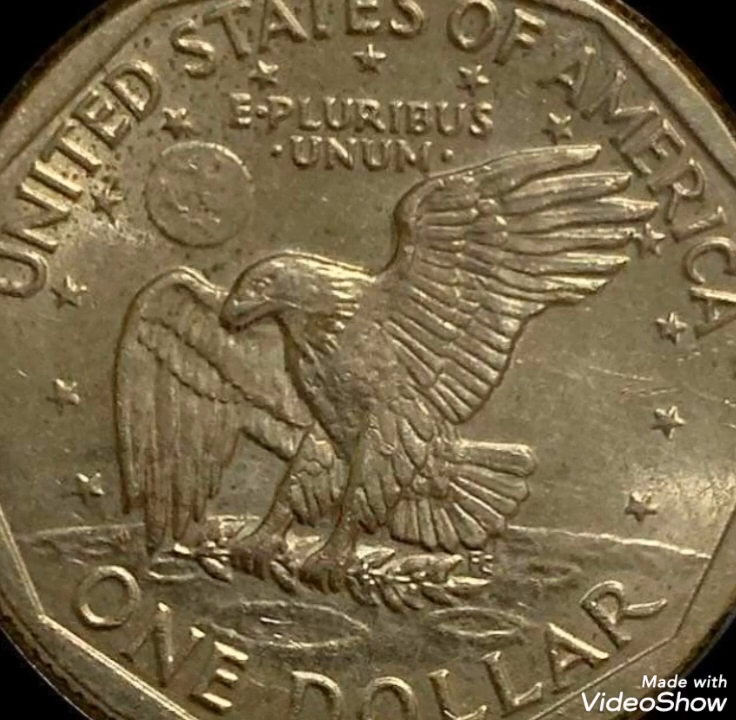 UNITED STATES OF AMERICA
E·PLURIBUS
·UNUM·
ONE DOLLAR
Made with
VideoShow